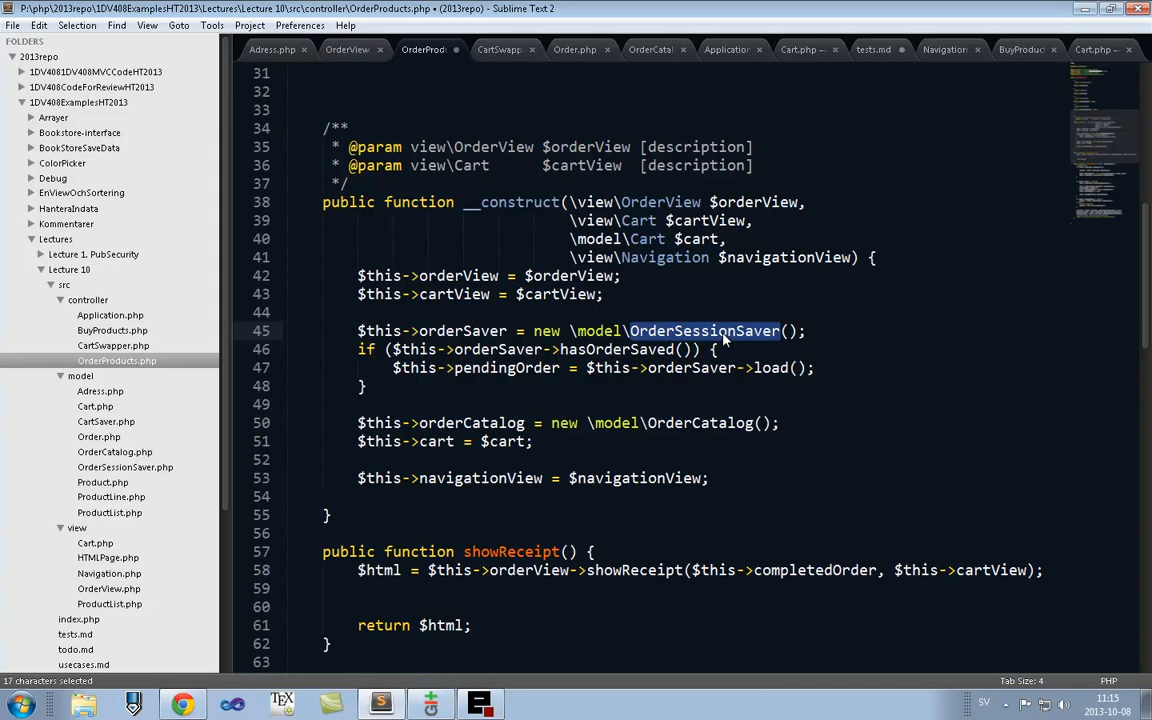 P:\php\2013repo\1DV408ExamplesHT2013\Lectures\Lecture 10\src\controller\OrderProducts.php • (2013repo) - Sublime Text 2
File Edit Selection Find View Goto Tools Project Preferences Help
FOLDERS
Adress.php × OrderView × OrderProd • CartSwapp × Order.php × OrderCatal × Application × Cart.php — × tests.md • Navigation × BuyProduc × Cart.php — ×
2013repo
1DV4081DV408MVCCodeHT2013
1DV408CodeForReviewHT2013
1DV408ExamplesHT2013
Arrayer
Bookstore-interface
BookStoreSaveData
ColorPicker
Debug
EnViewOchSortering
HanteraIndata
Kommentarer
Lectures
Lecture 1. PubSecurity
Lecture 10
src
controller
Application.php
BuyProducts.php
CartSwapper.php
OrderProducts.php
model
Adress.php
Cart.php
CartSaver.php
Order.php
OrderCatalog.php
OrderSessionSaver.php
Product.php
ProductLine.php
ProductList.php
view
Cart.php
HTMLPage.php
Navigation.php
OrderView.php
ProductList.php
index.php
tests.md
todo.md
usecases.md
31
32
33
34 /**
35 * @param view\OrderView $orderView [description]
36 * @param view\Cart $cartView [description]
37 */
38 public function __construct(\view\OrderView $orderView,
39 \view\Cart $cartView,
40 \model\Cart $cart,
41 \view\Navigation $navigationView) {
42 $this->orderView = $orderView;
43 $this->cartView = $cartView;
44
45 $this->orderSaver = new \model\OrderSessionSaver();
46 if ($this->orderSaver->hasOrderSaved()) {
47 $this->pendingOrder = $this->orderSaver->load();
48 }
49
50 $this->orderCatalog = new \model\OrderCatalog();
51 $this->cart = $cart;
52
53 $this->navigationView = $navigationView;
54
55 }
56
57 public function showReceipt() {
58 $html = $this->orderView->showReceipt($this->completedOrder, $this->cartView);
59
60
61 return $html;
62 }
63
17 characters selected
Tab Size: 4 PHP
SV
11:15
2013-10-08